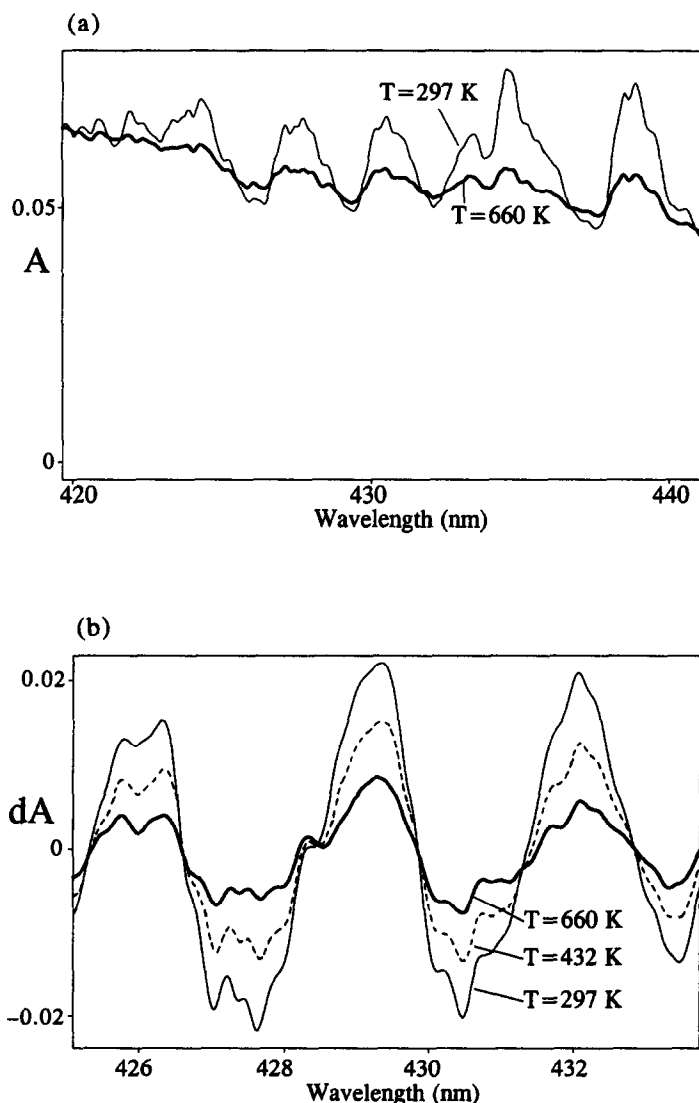 (a)
T=297 K
T=660 K
0.05
A
0
420 430 440
Wavelength (nm)
(b)
0.02
dA
0
T=660 K
T=432 K
T=297 K
−0.02
426 428 430 432
Wavelength (nm)